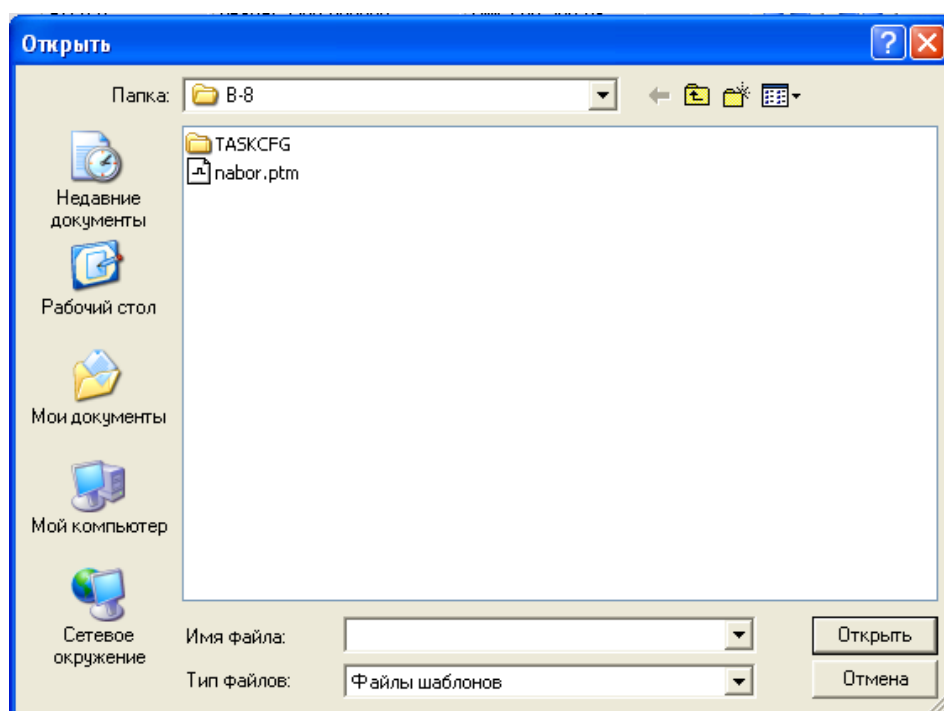 Открыть
Папка: B-8
TASKCFG
nabor.ptm
Недавние
документы
Рабочий стол
Мои документы
Мой компьютер
Сетевое
окружение
Имя файла:
Открыть
Тип файлов: Файлы шаблонов
Отмена